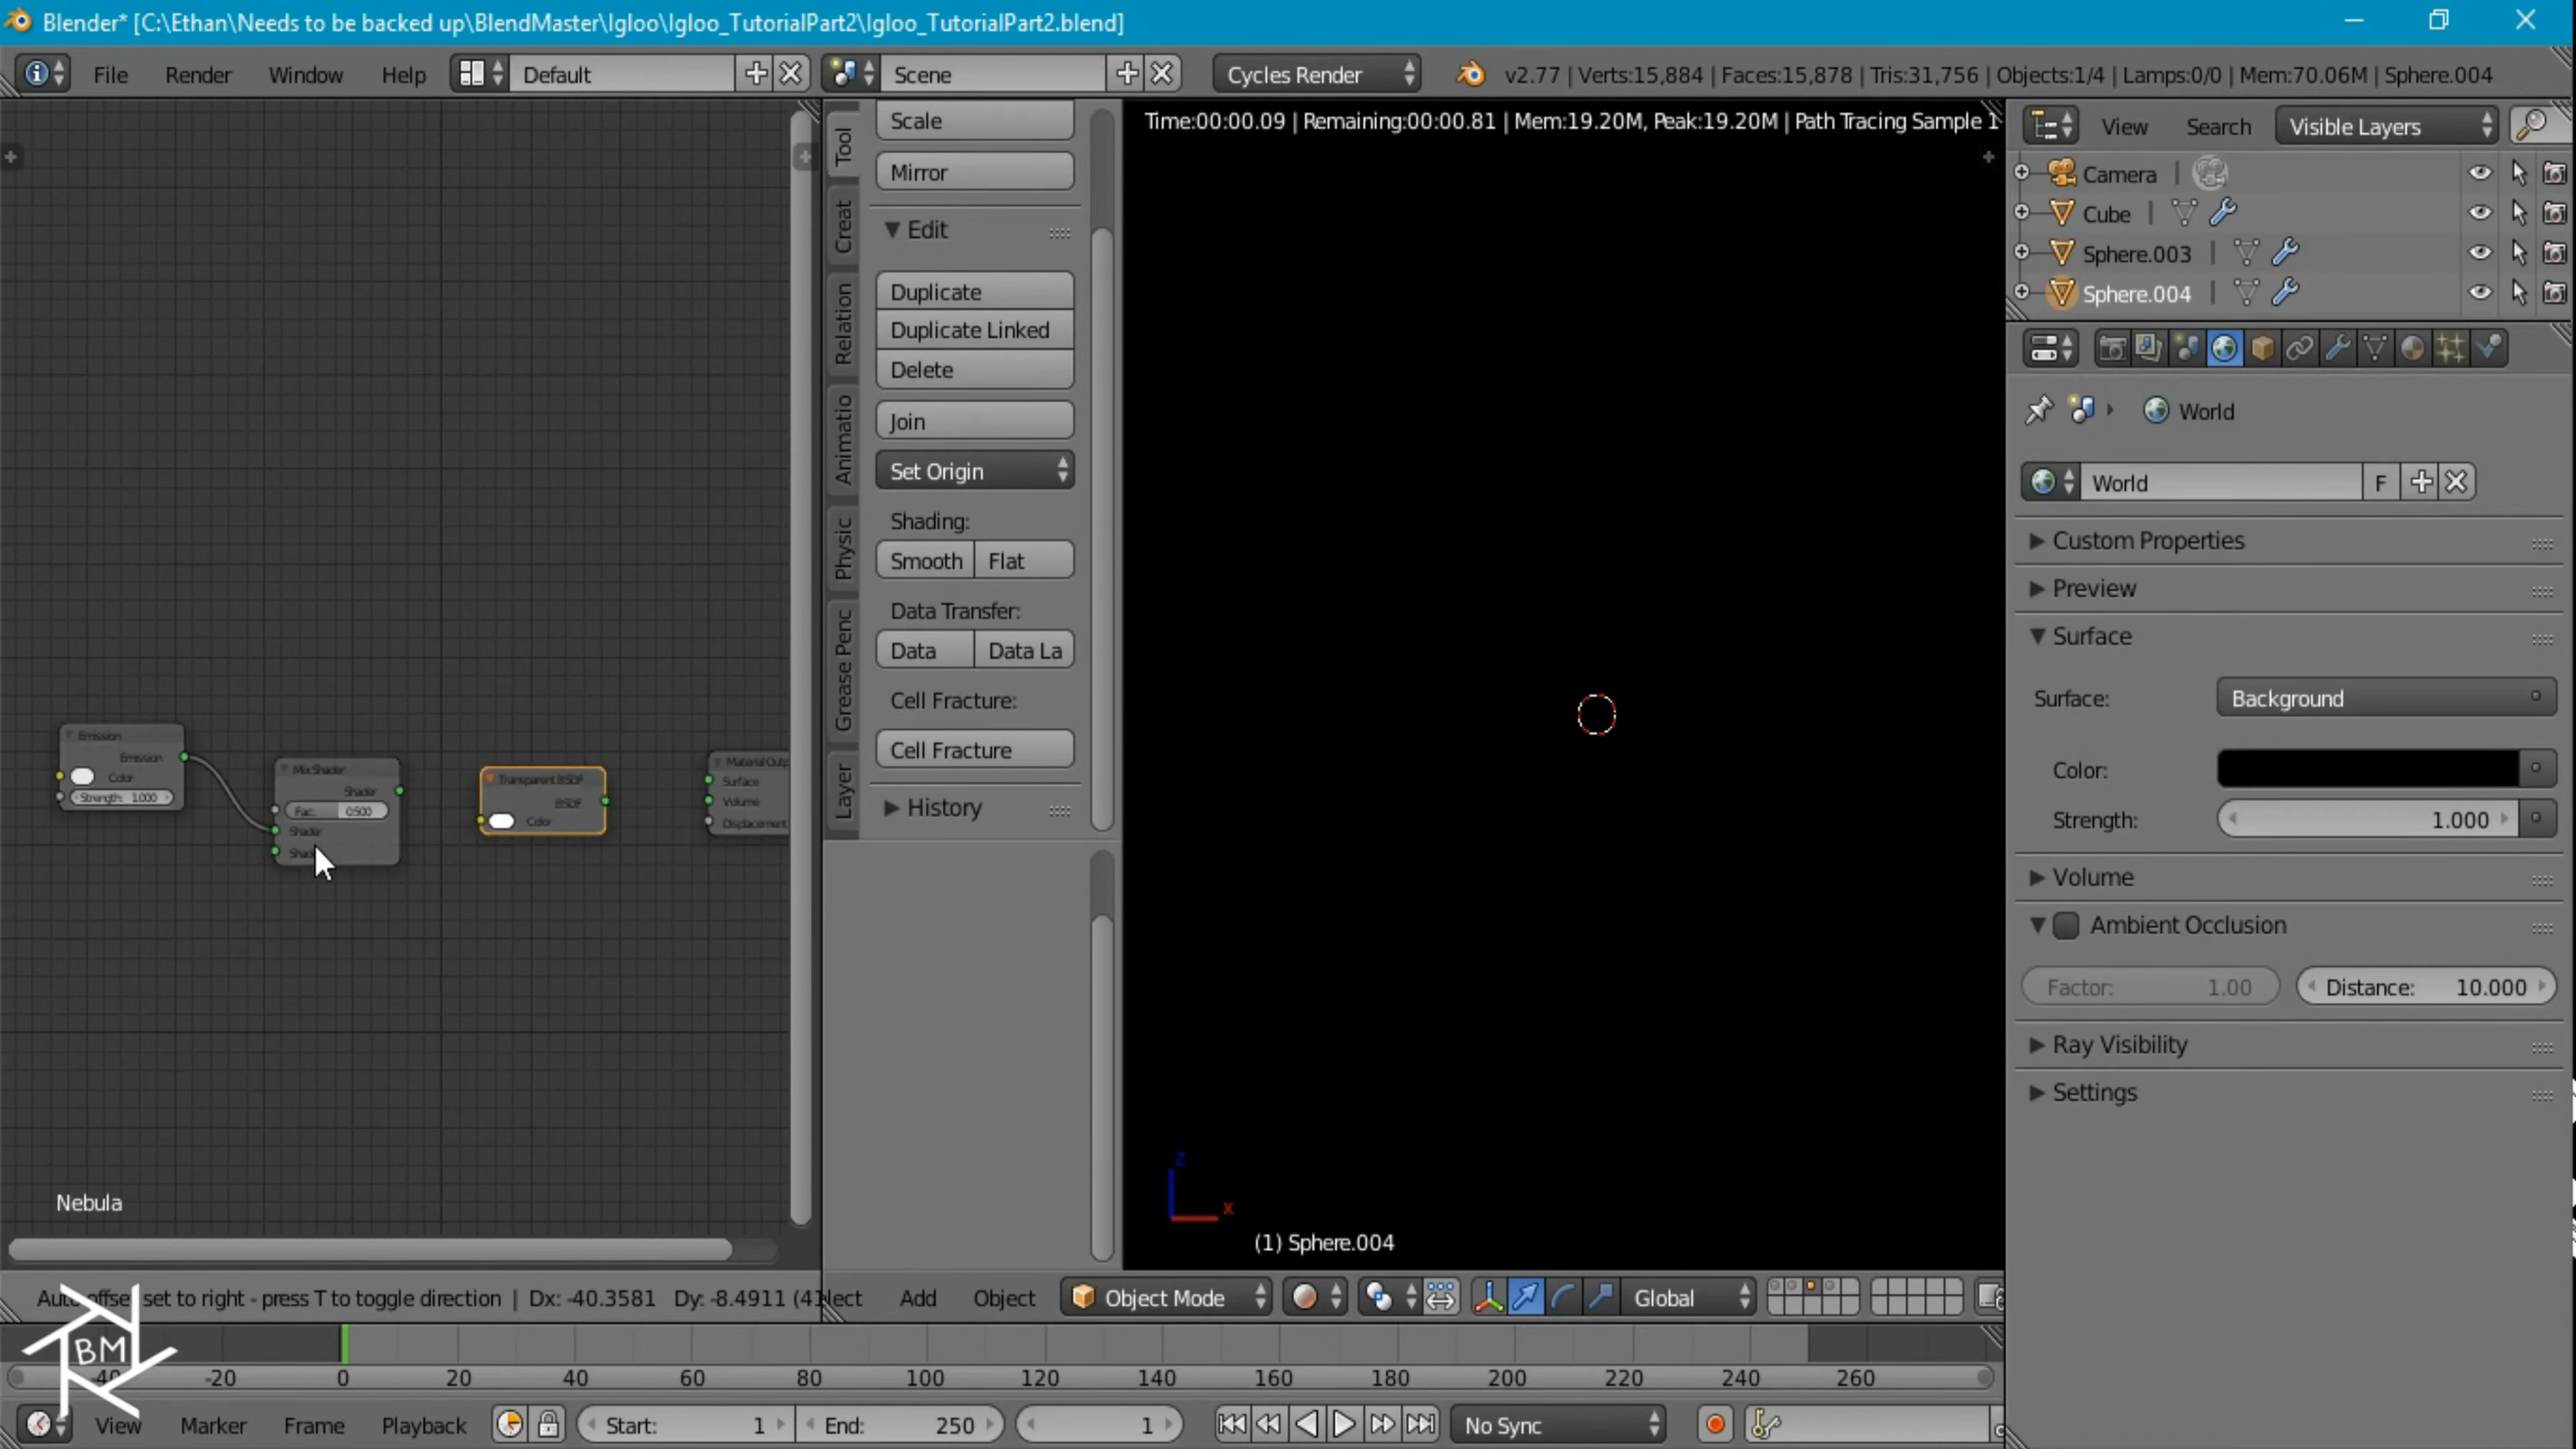 Blender* [C:\Ethan\Needs to be backed up\BlendMaster\Igloo\Igloo_TutorialPart2\Igloo_TutorialPart2.blend]
File Render Window Help Default Scene Cycles Render v2.77 | Verts:15,884 | Faces:15,878 | Tris:31,756 | Objects:1/4 | Lamps:0/0 | Mem:70.06M | Sphere.004
Emission
Emission
Color
Strength: 1.000
Mix Shader
Shader
Fac: 0.500
Shader
Transparent BSDF
BSDF
Color
Surface
Volume
Displacement
Nebula
Auto offset set to right - press T to toggle direction | Dx: -40.3581 Dy: -8.4911
Tool
Creat
Relation
Animatio
Physic
Grease Penc
Layer
Scale
Mirror
Edit
Duplicate
Duplicate Linked
Delete
Join
Set Origin
Shading:
Smooth Flat
Data Transfer:
Data Data La
Cell Fracture:
Cell Fracture
History
Time:00:00.09 | Remaining:00:00.81 | Mem:19.20M, Peak:19.20M | Path Tracing Sample 1
Z
X
(1) Sphere.004
lect Add Object Object Mode Global
View Search Visible Layers
Camera
Cube
Sphere.003
Sphere.004
World
World F
Custom Properties
Preview
Surface
Surface: Background
Color:
Strength: 1.000
Volume
Ambient Occlusion
Factor: 1.00 Distance: 10.000
Ray Visibility
Settings
-40 -20 0 20 40 60 80 100 120 140 160 180 200 220 240 260
BM
View Marker Frame Playback Start: 1 End: 250 1 No Sync